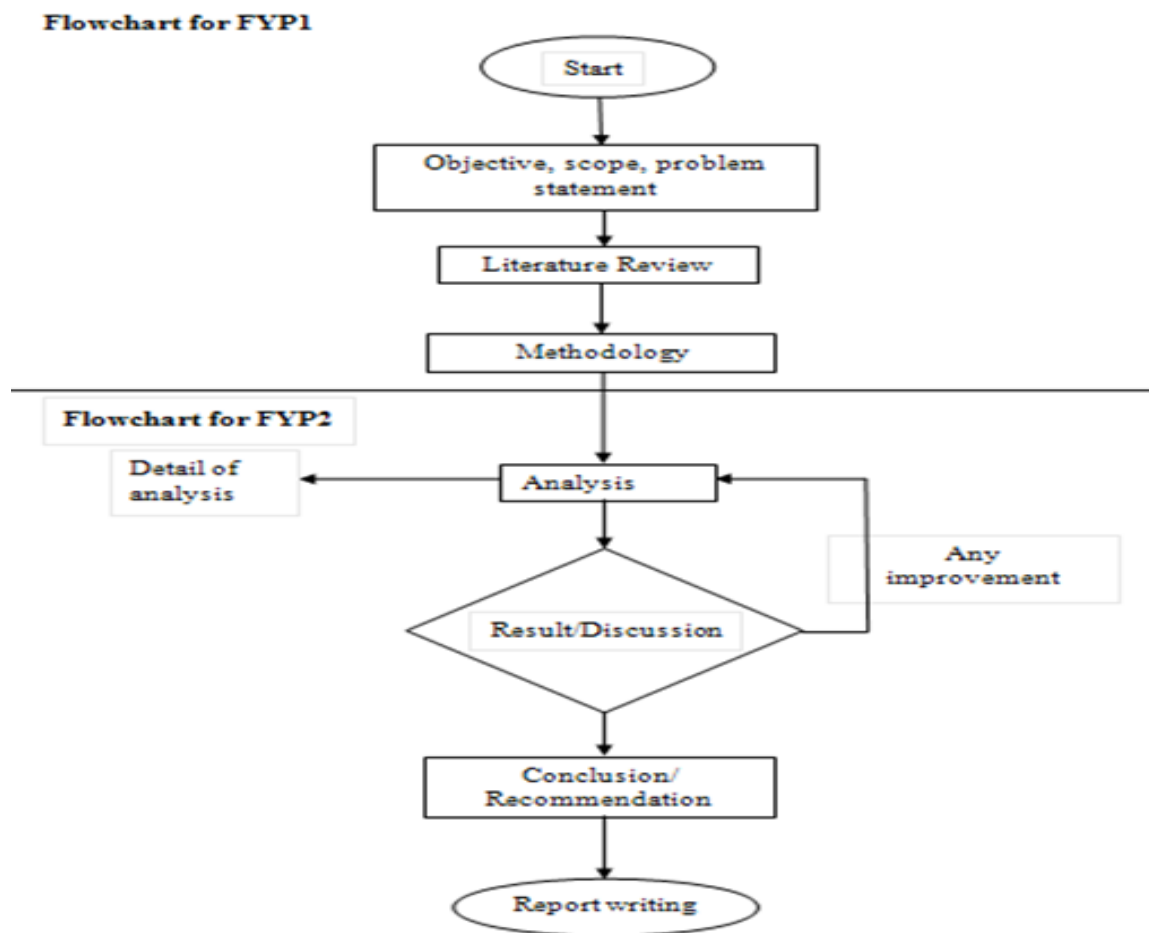 Flowchart for FYP1
Start
Objective, scope, problem
statement
Literature Review
Methodology
Flowchart for FYP2
Detail of
analysis
Analysis
Any
improvement
Result/Discussion
Conclusion/
Recommendation
Report writing